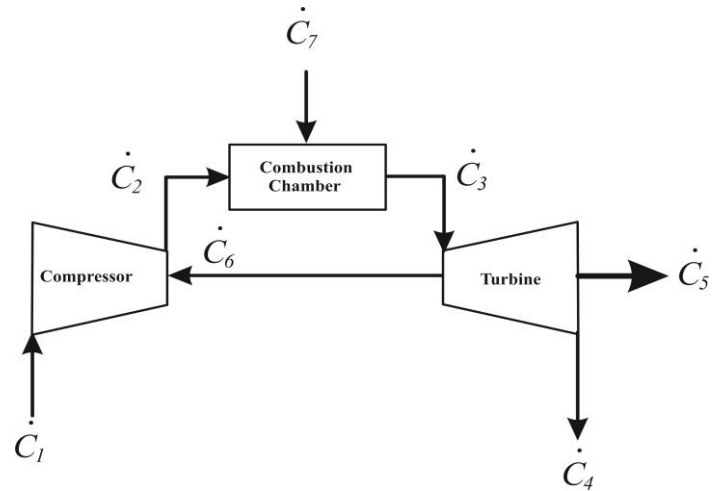 Ċ₇
Combustion
Chamber
Ċ₂
Ċ₃
Ċ₆
Compressor
Turbine
Ċ₅
Ċ₁
Ċ₄